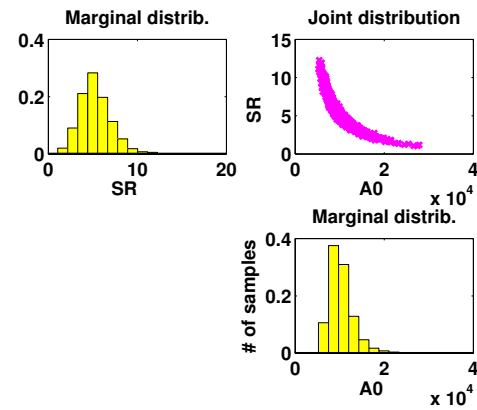 Marginal distrib.
0.4
0.2
0
0 10 20
SR
Joint distribution
15
10
5
0
SR
0 2 4
A0
x 10^4
Marginal distrib.
0.4
0.2
0
# of samples
0 2 4
A0
x 10^4